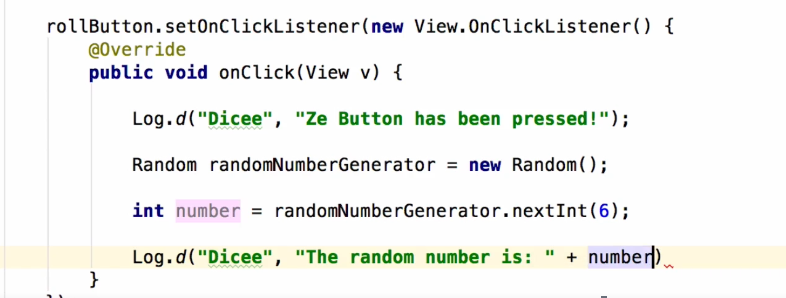 rollButton.setOnClickListener(new View.OnClickListener() {
@Override
public void onClick(View v) {
Log.d("Dicee", "Ze Button has been pressed!");
Random randomNumberGenerator = new Random();
int number = randomNumberGenerator.nextInt(6);
Log.d("Dicee", "The random number is: " + number)
}